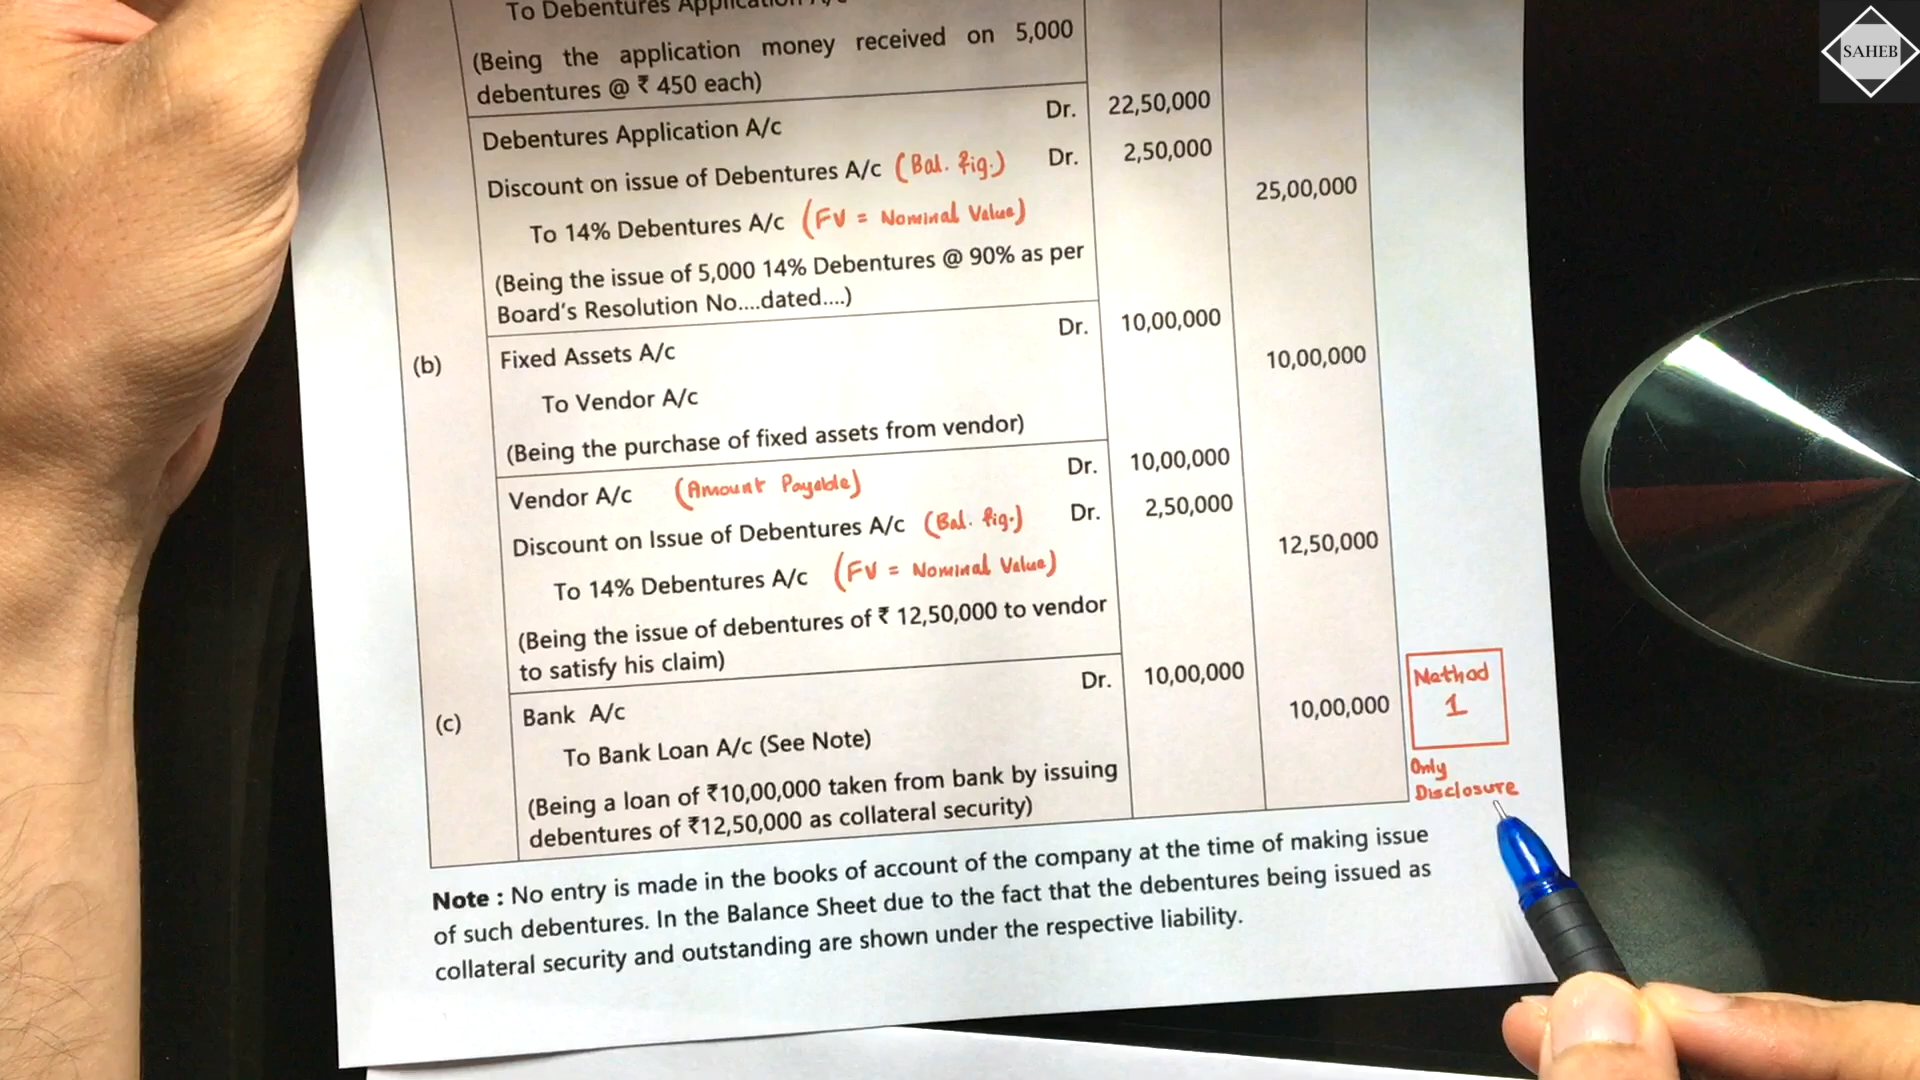 SAHEB
To Debentures Application A/c
(Being the application money received on 5,000
debentures @ ₹ 450 each)
Debentures Application A/c Dr. 22,50,000
Discount on issue of Debentures A/c (Bal. fig.) Dr. 2,50,000
To 14% Debentures A/c (FV = Nominal Value) 25,00,000
(Being the issue of 5,000 14% Debentures @ 90% as per
Board's Resolution No....dated....)
(b) Fixed Assets A/c Dr. 10,00,000
To Vendor A/c 10,00,000
(Being the purchase of fixed assets from vendor)
Vendor A/c (Amount Payable) Dr. 10,00,000
Discount on Issue of Debentures A/c (Bal. fig.) Dr. 2,50,000
To 14% Debentures A/c (FV = Nominal Value) 12,50,000
(Being the issue of debentures of ₹ 12,50,000 to vendor
to satisfy his claim)
(c) Bank A/c Dr. 10,00,000
To Bank Loan A/c (See Note) 10,00,000
(Being a loan of ₹10,00,000 taken from bank by issuing
debentures of ₹12,50,000 as collateral security)
Method
1
Only
Disclosure
Note : No entry is made in the books of account of the company at the time of making issue
of such debentures. In the Balance Sheet due to the fact that the debentures being issued as
collateral security and outstanding are shown under the respective liability.